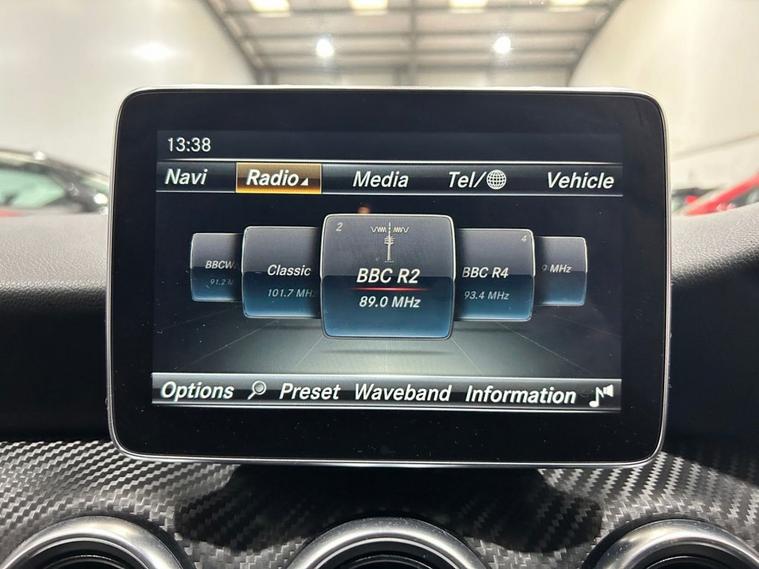 13:38
Navi Radio Media Tel/ Vehicle
2 4
Classic BBC R2 BBC R4
101.7 MHz 89.0 MHz 93.4 MHz MHz
Options Preset Waveband Information